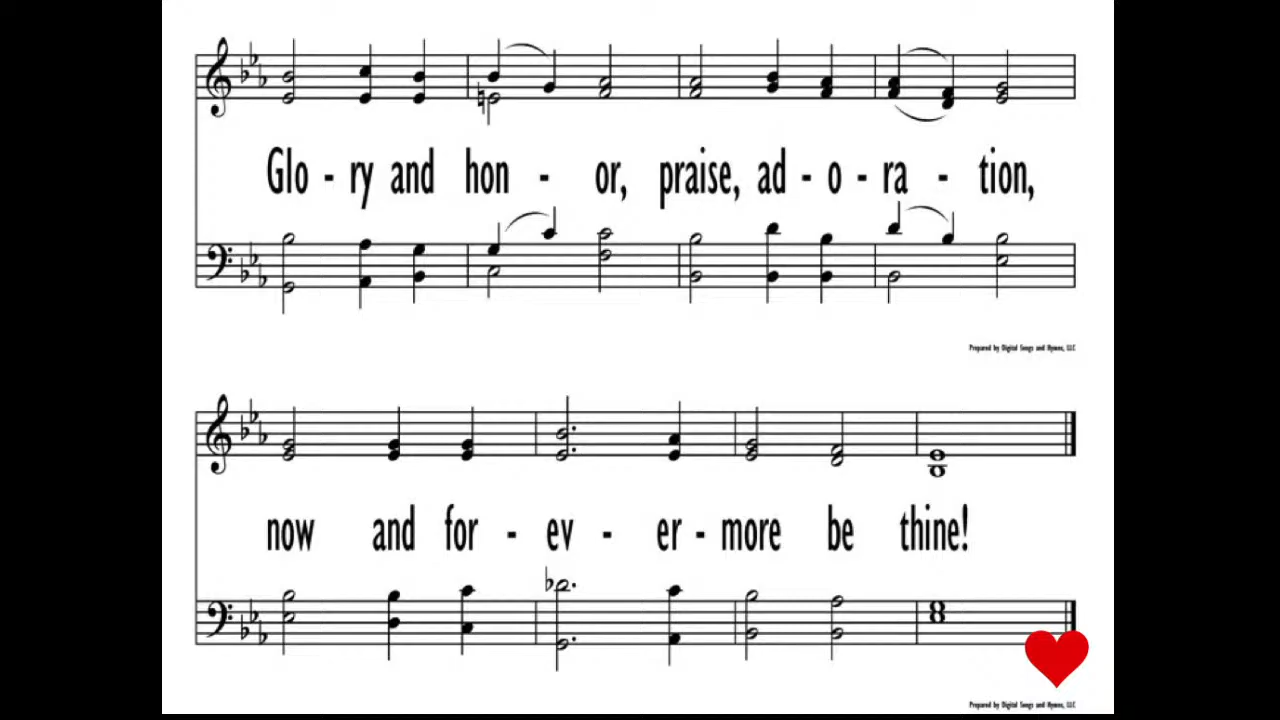 Glo - ry and hon - or, praise, ad - o - ra - tion,
Prepared by Digital Songs and Hymns, LLC
now and for - ev - er - more be thine!
Prepared by Digital Songs and Hymns, LLC